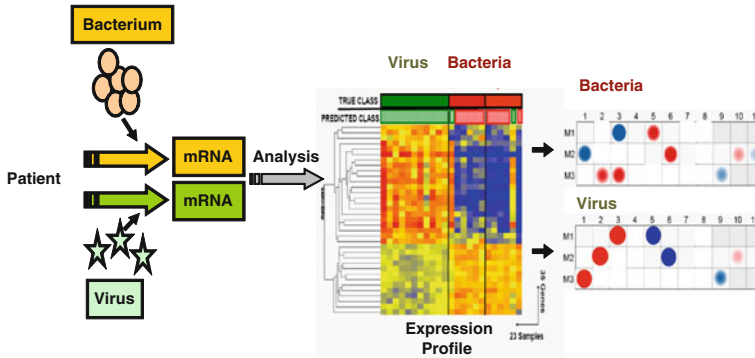 Bacterium
Patient
mRNA
mRNA
Analysis
Virus
Virus Bacteria
TRUE CLASS
PREDICTED CLASS
35 Genes
23 Samples
Expression
Profile
Bacteria
1 2 3 4 5 6 7 8 9 10 1
M1
M2
M3
Virus
1 2 3 4 5 6 7 8 9 10 1
M1
M2
M3